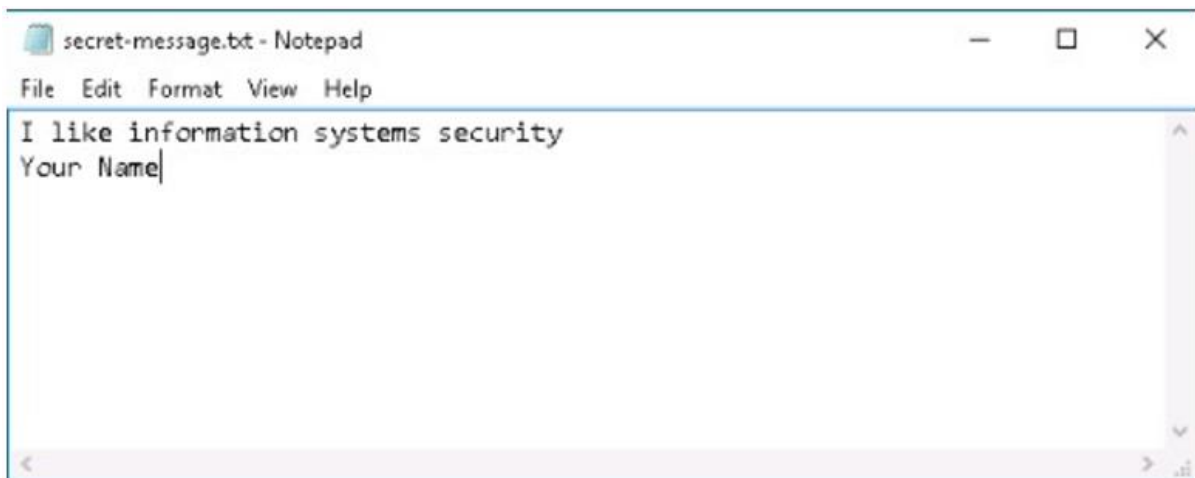 secret-message.txt - Notepad
File Edit Format View Help
I like information systems security
Your Name